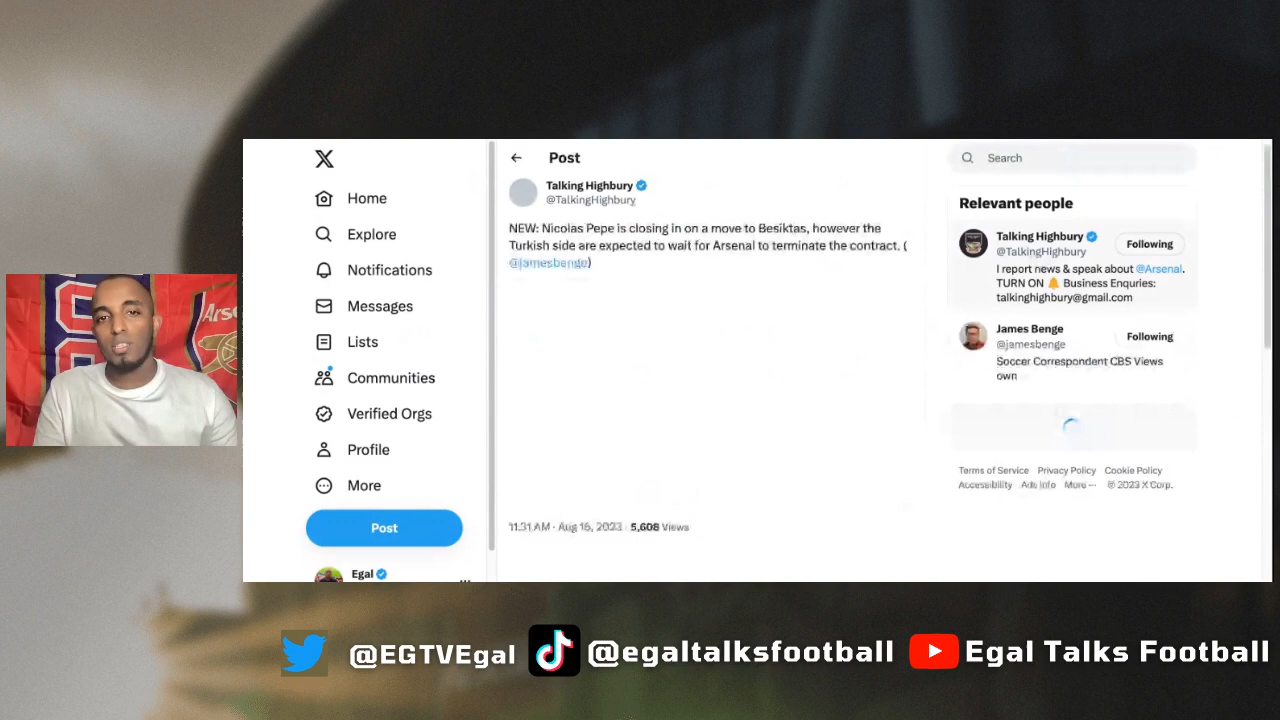 Home
Explore
Notifications
Messages
Lists
Communities
Verified Orgs
Profile
More
Post
Egal
Post
Talking Highbury
@TalkingHighbury
NEW: Nicolas Pepe is closing in on a move to Besiktas, however the
Turkish side are expected to wait for Arsenal to terminate the contract. (
@jamesbenge)
11:31 AM · Aug 16, 2023 · 5,608 Views
Search
Relevant people
Talking Highbury
Following
@TalkingHighbury
I report news & speak about @Arsenal.
TURN ON 🔔 Business Enquries:
talkinghighbury@gmail.com
James Benge
Following
@jamesbenge
Soccer Correspondent CBS Views
own
Terms of Service Privacy Policy Cookie Policy
Accessibility Ads info More ··· © 2023 X Corp.
Arse
@EGTVEgal @egaltalksfootball Egal Talks Football